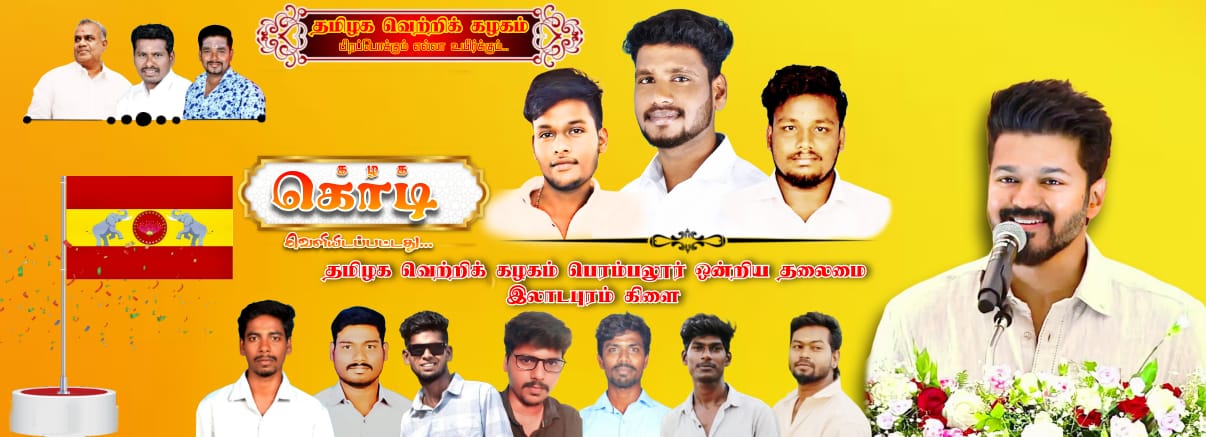 தமிழக வெற்றிக் கழகம்
பிறப்பொக்கும் எல்லா உயிர்க்கும்..
கழக
கொடி
வெளியிடப்பட்டது...
தமிழக வெற்றிக் கழகம் பெரம்பலூர் ஒன்றிய தலைமை
இலாடபுரம் கிளை